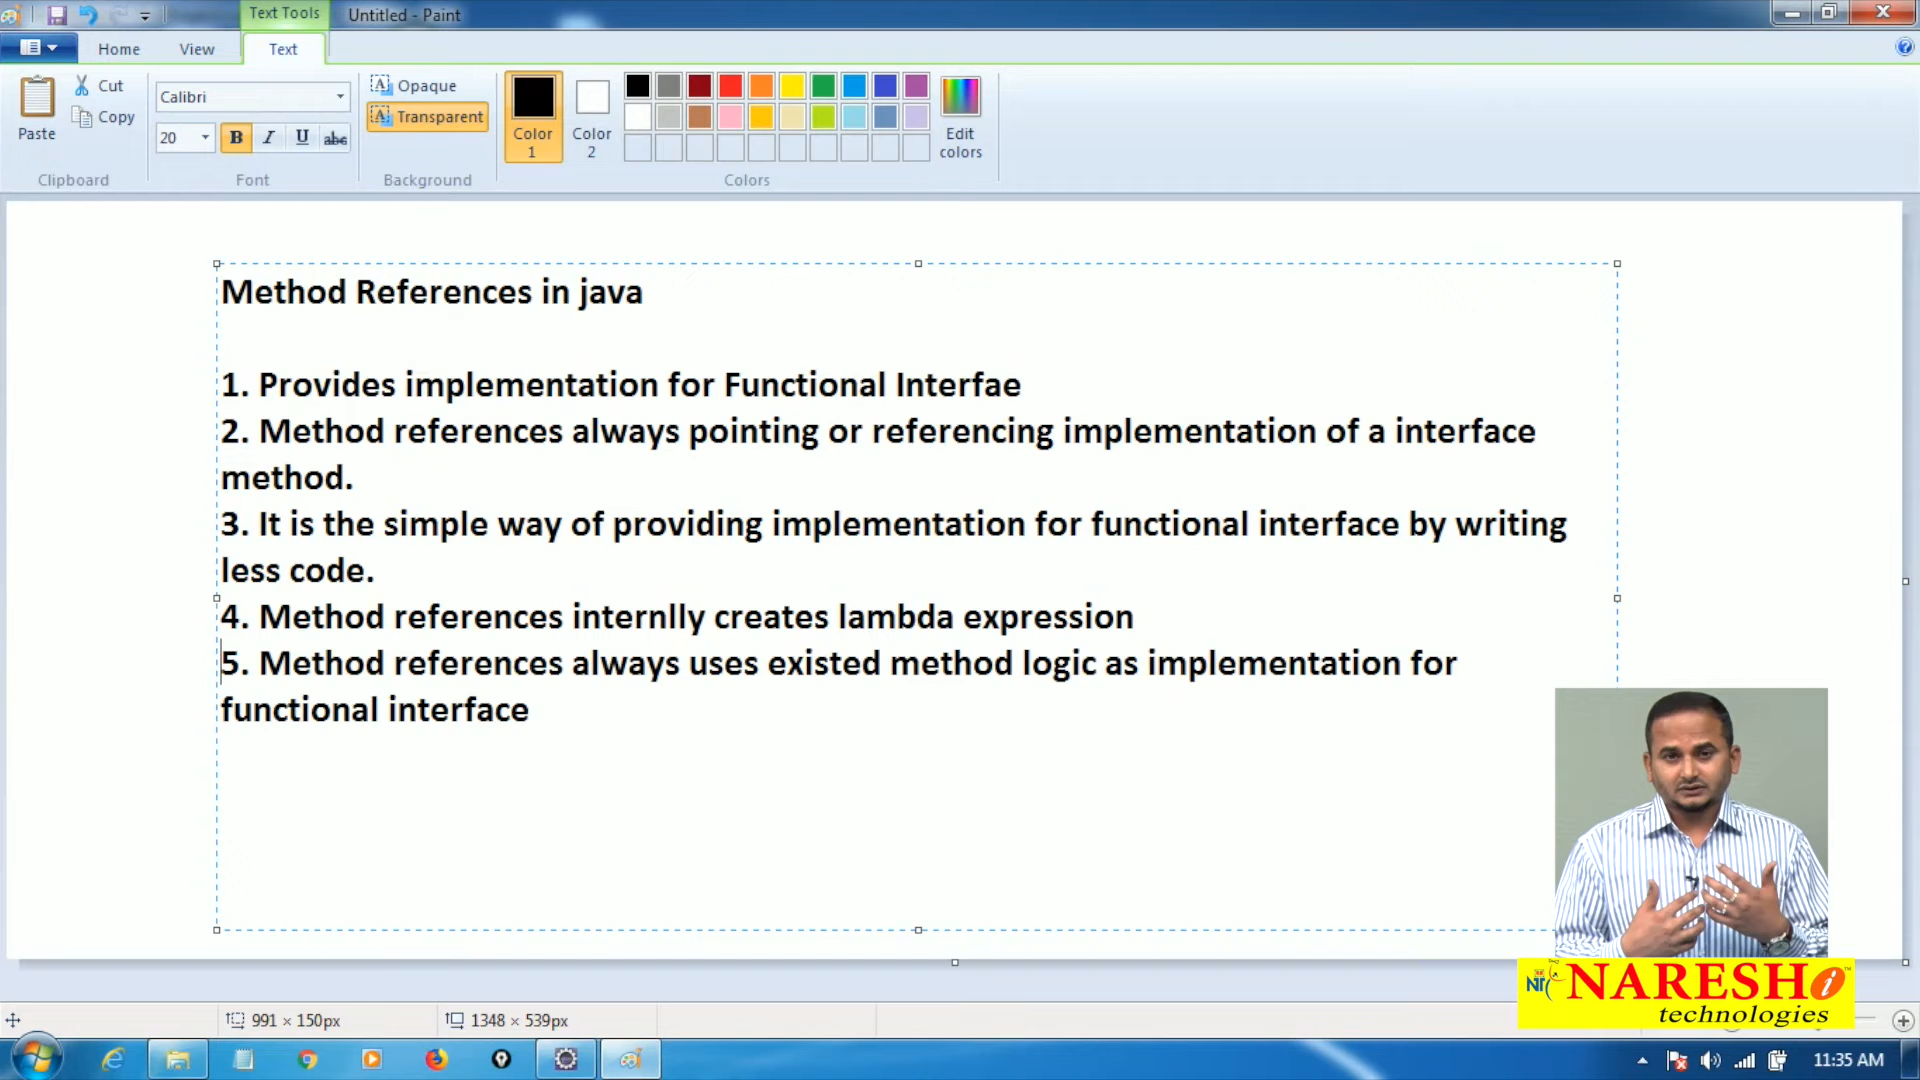 Text Tools
Untitled - Paint
Home
View
Text
Paste
Cut
Copy
Clipboard
Calibri
20
B I U abc
Font
A Opaque
A Transparent
Background
Color
1
Color
2
Edit
colors
Colors
Method References in java
1. Provides implementation for Functional Interfae
2. Method references always pointing or referencing implementation of a interface
method.
3. It is the simple way of providing implementation for functional interface by writing
less code.
4. Method references internlly creates lambda expression
5. Method references always uses existed method logic as implementation for
functional interface
NARESH i
technologies
991 × 150px
1348 × 539px
11:35 AM